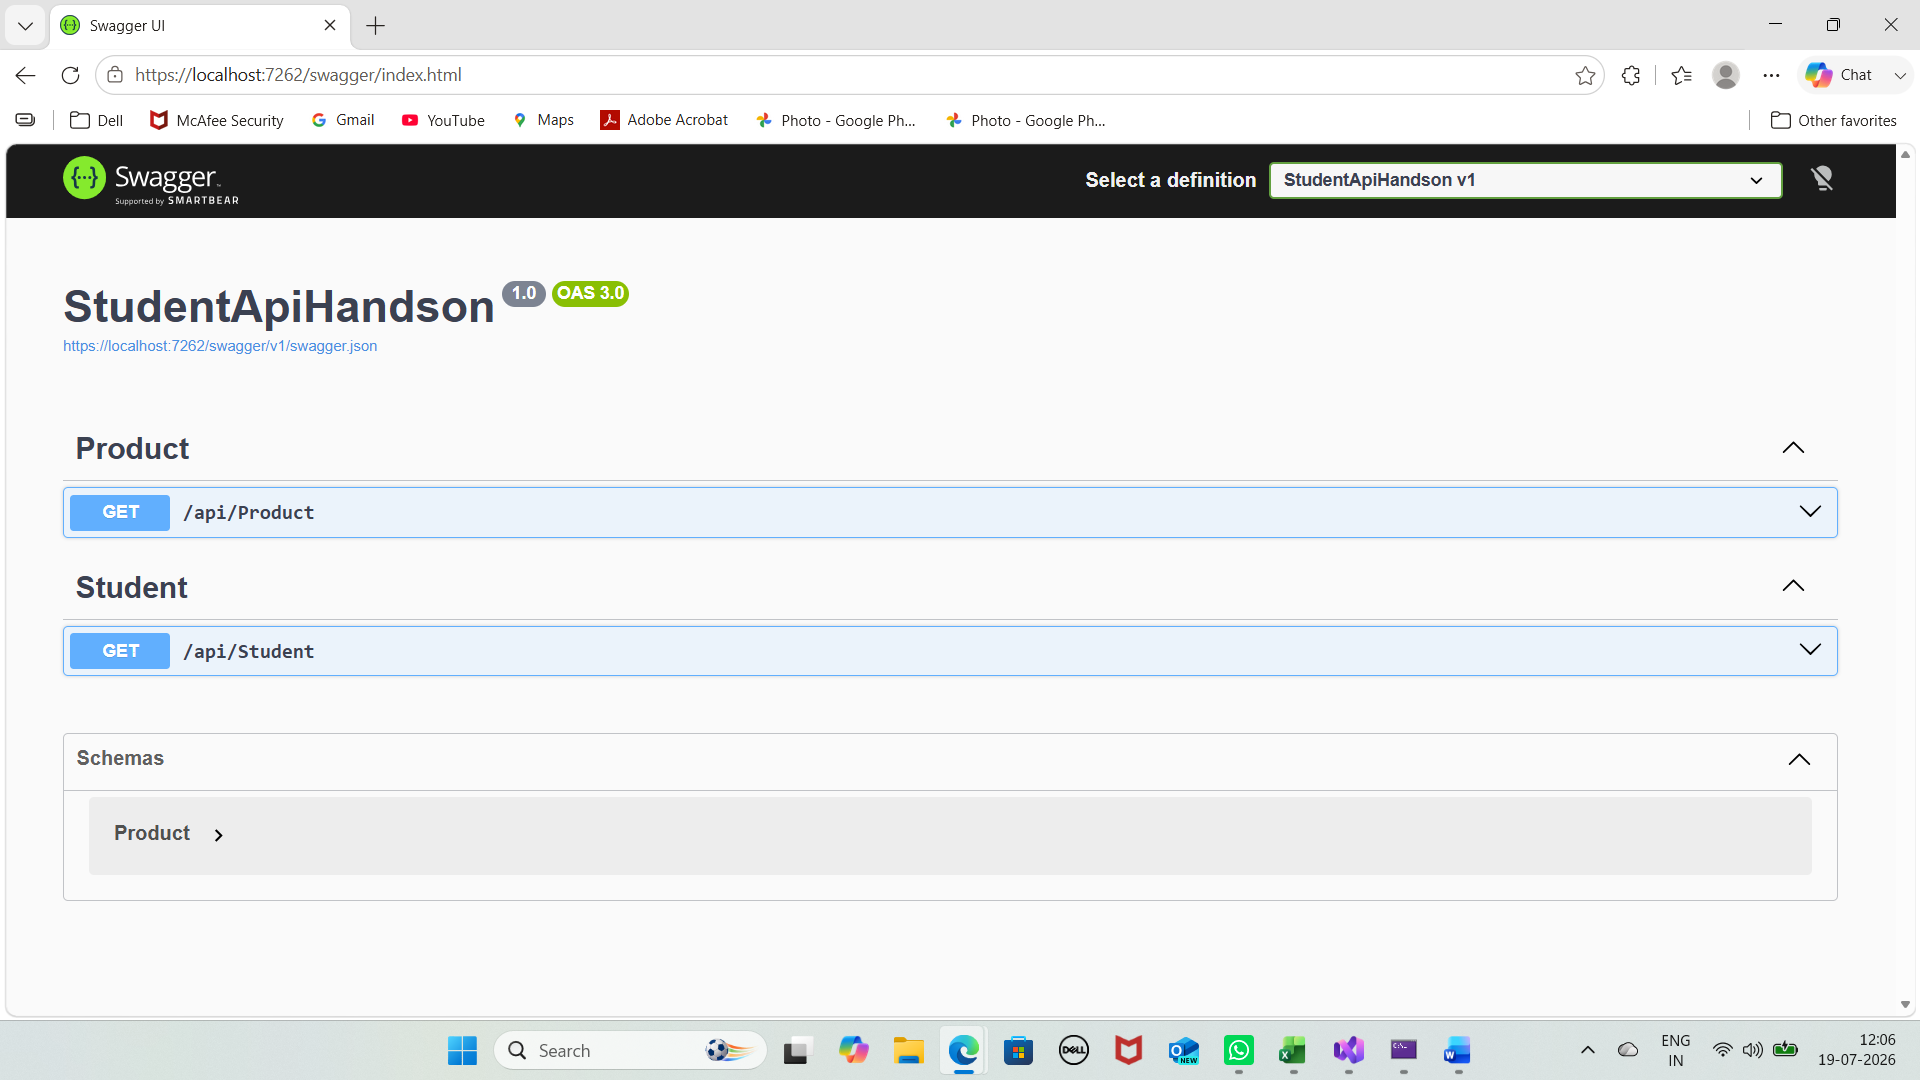 Swagger UI
https://localhost:7262/swagger/index.html
Chat
Dell
McAfee Security
Gmail
YouTube
Maps
Adobe Acrobat
Photo - Google Ph...
Photo - Google Ph...
Other favorites
Swagger
Supported by SMARTBEAR
Select a definition
StudentApiHandson v1
StudentApiHandson 1.0 OAS 3.0
https://localhost:7262/swagger/v1/swagger.json
Product
GET /api/Product
Student
GET /api/Student
Schemas
Product
Search
DELL
NEW
ENG
IN
12:06
19-07-2026